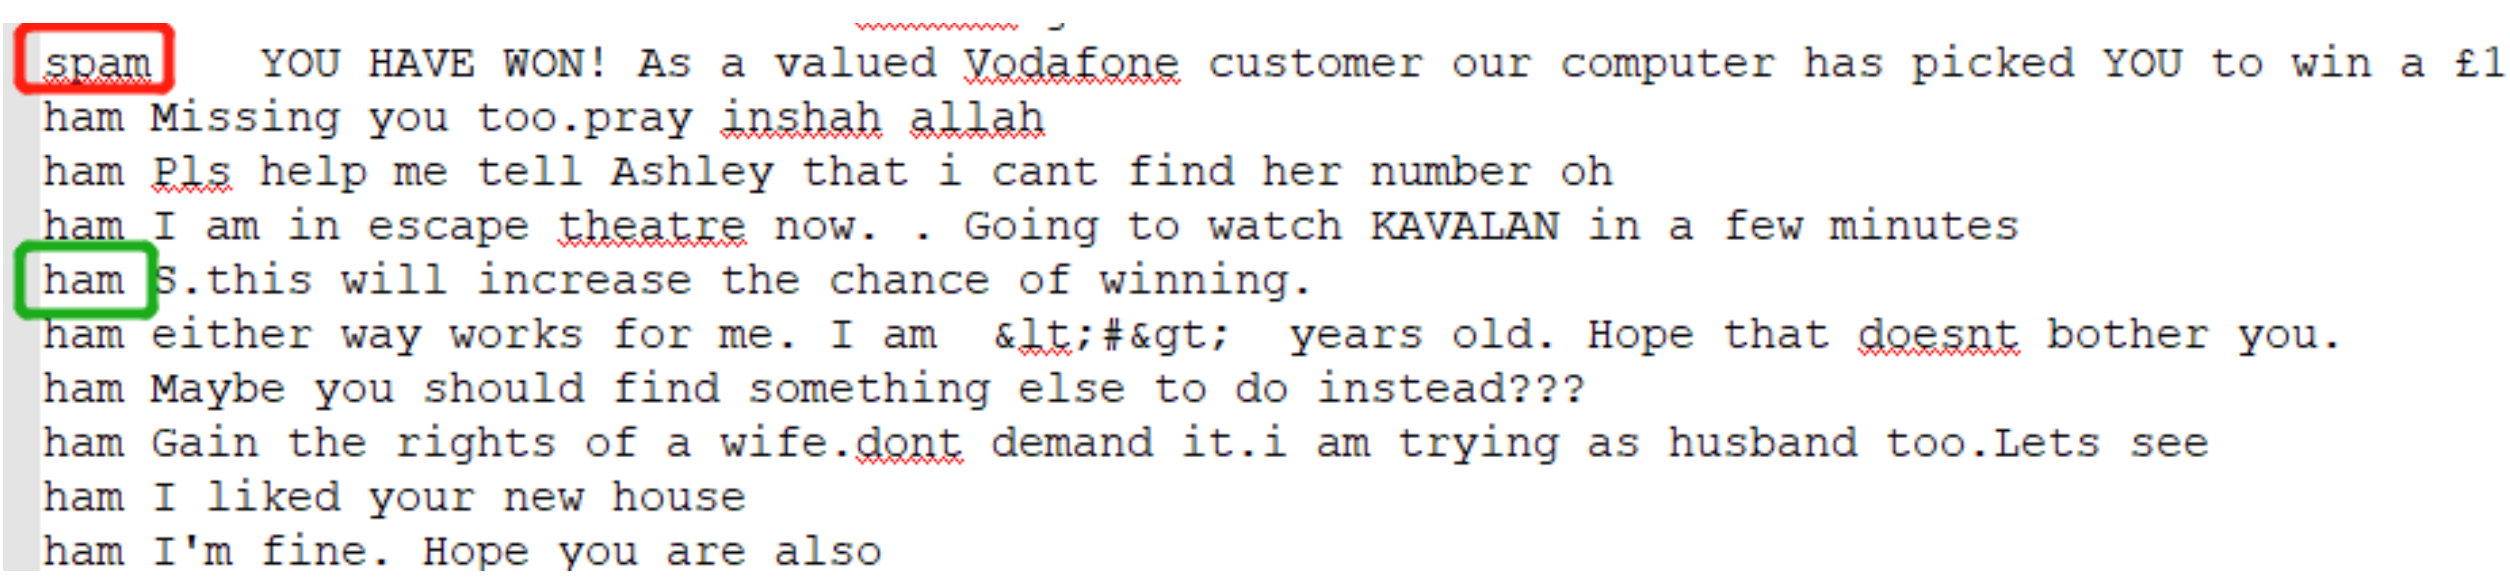 spam    YOU HAVE WON! As a valued Vodafone customer our computer has picked YOU to win a £1
ham Missing you too.pray inshah allah
ham Pls help me tell Ashley that i cant find her number oh
ham I am in escape theatre now. . Going to watch KAVALAN in a few minutes
ham S.this will increase the chance of winning.
ham either way works for me. I am  &lt;#&gt;  years old. Hope that doesnt bother you.
ham Maybe you should find something else to do instead???
ham Gain the rights of a wife.dont demand it.i am trying as husband too.Lets see
ham I liked your new house
ham I'm fine. Hope you are also